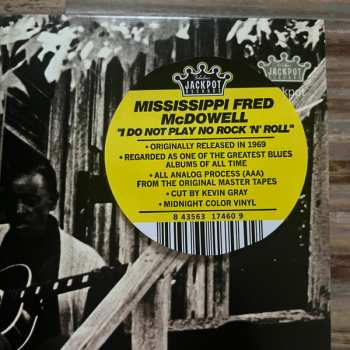 JACKPOT
RECORDS
JACKPOT
MISSISSIPPI FRED
McDOWELL
"I DO NOT PLAY NO ROCK 'N' ROLL"
• ORIGINALLY RELEASED IN 1969
• REGARDED AS ONE OF THE GREATEST BLUES
ALBUMS OF ALL TIME
• ALL ANALOG PROCESS (AAA)
FROM THE ORIGINAL MASTER TAPES
• CUT BY KEVIN GRAY
• MIDNIGHT COLOR VINYL
8 43563 17460 9